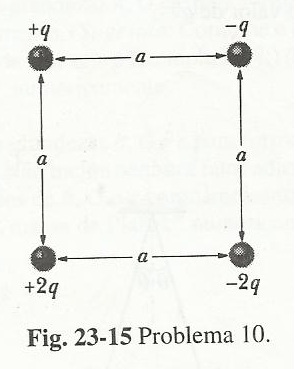 +q -q
a
a a
a
+2q -2q
Fig. 23-15 Problema 10.